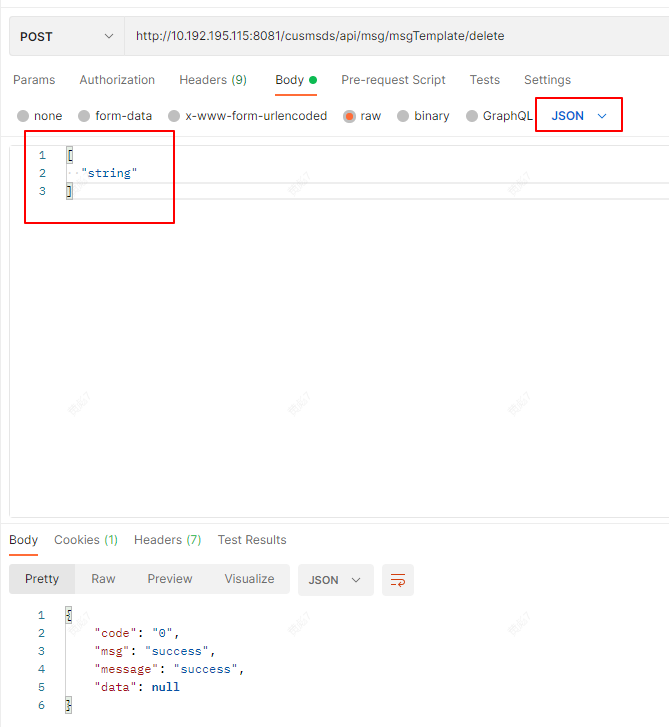 POST http://10.192.195.115:8081/cusmsds/api/msg/msgTemplate/delete
Params Authorization Headers (9) Body Pre-request Script Tests Settings
none form-data x-www-form-urlencoded raw binary GraphQL JSON
1 [
2 "string"
3 ]
Body Cookies (1) Headers (7) Test Results
Pretty Raw Preview Visualize JSON
1 {
2 "code": "0",
3 "msg": "success",
4 "message": "success",
5 "data": null
6 }